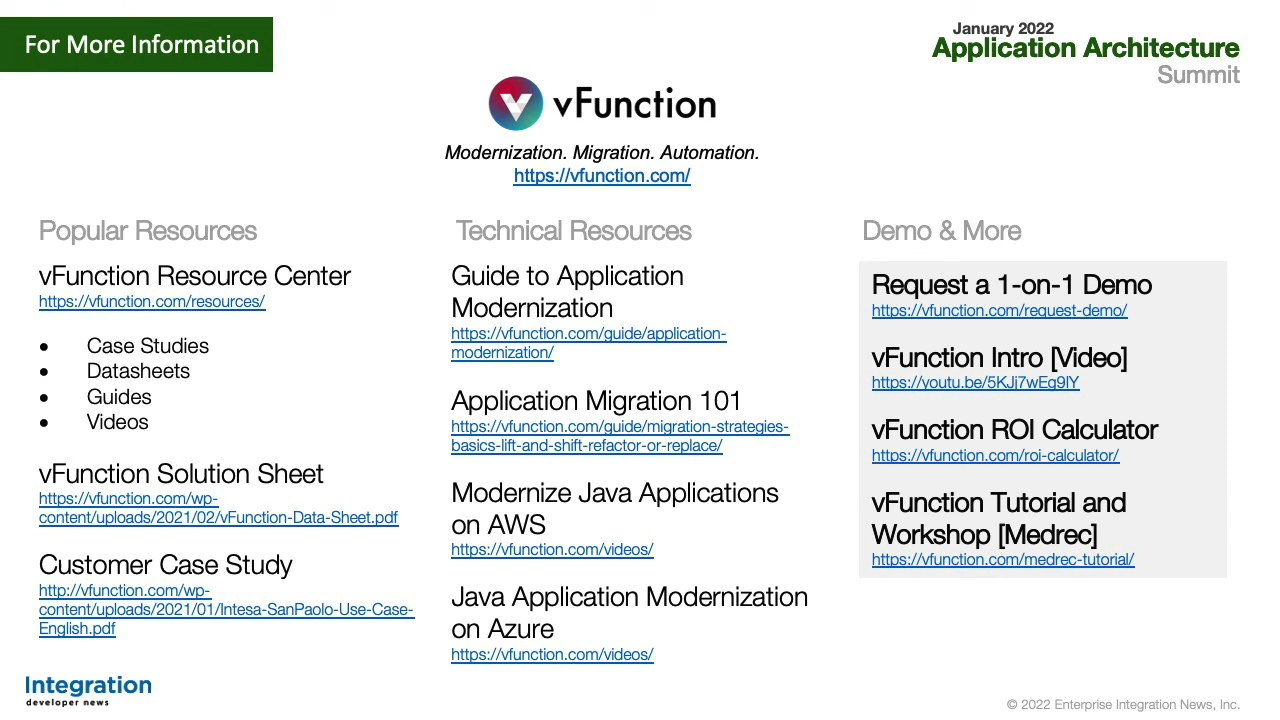 For More Information
January 2022
Application Architecture
Summit
vFunction
Modernization. Migration. Automation.
https://vfunction.com/
Popular Resources
vFunction Resource Center
https://vfunction.com/resources/
• Case Studies
• Datasheets
• Guides
• Videos
vFunction Solution Sheet
https://vfunction.com/wp-
content/uploads/2021/02/vFunction-Data-Sheet.pdf
Customer Case Study
http://vfunction.com/wp-
content/uploads/2021/01/Intesa-SanPaolo-Use-Case-
English.pdf
Technical Resources
Guide to Application
Modernization
https://vfunction.com/guide/application-
modernization/
Application Migration 101
https://vfunction.com/guide/migration-strategies-
basics-lift-and-shift-refactor-or-replace/
Modernize Java Applications
on AWS
https://vfunction.com/videos/
Java Application Modernization
on Azure
https://vfunction.com/videos/
Demo & More
Request a 1-on-1 Demo
https://vfunction.com/request-demo/
vFunction Intro [Video]
https://youtu.be/5KJj7wEg9lY
vFunction ROI Calculator
https://vfunction.com/roi-calculator/
vFunction Tutorial and
Workshop [Medrec]
https://vfunction.com/medrec-tutorial/
Integration
developer news
© 2022 Enterprise Integration News, Inc.